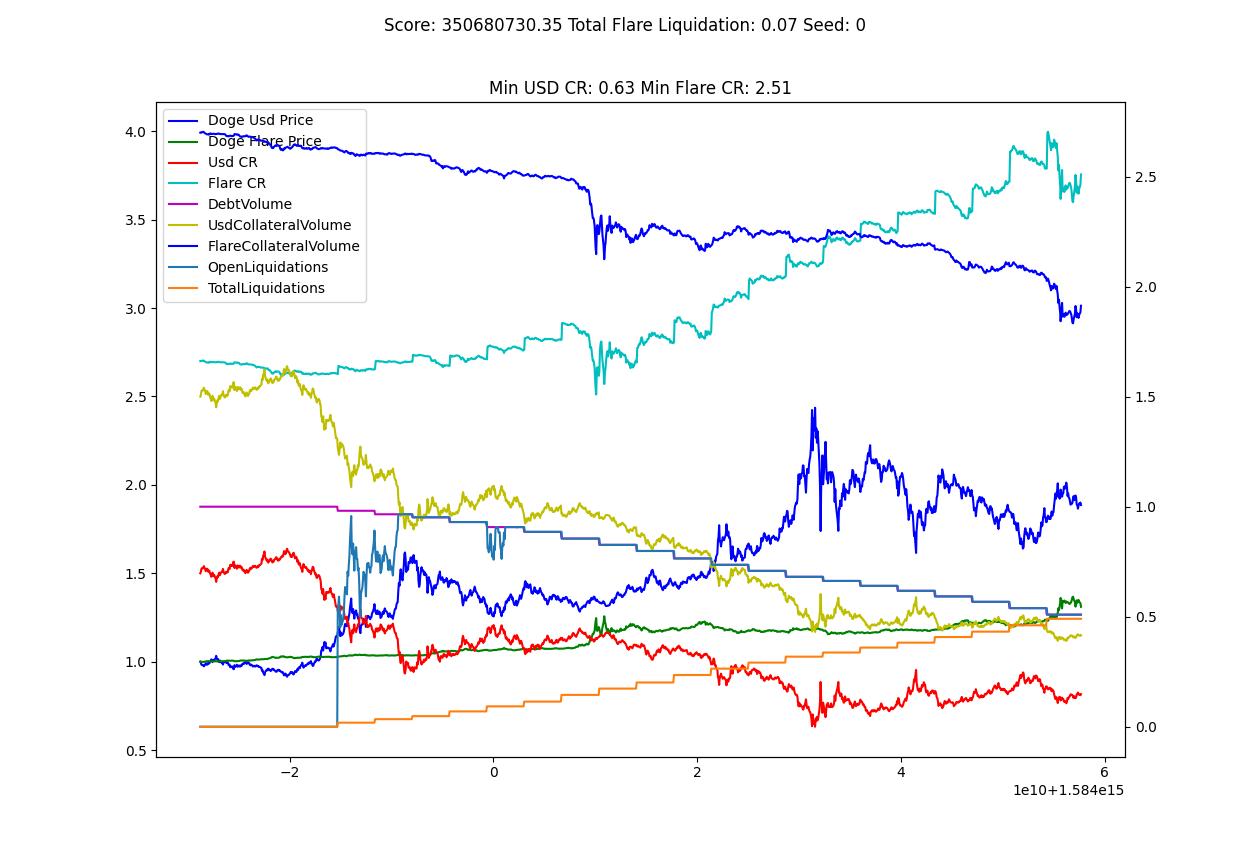 Score: 350680730.35 Total Flare Liquidation: 0.07 Seed: 0
Min USD CR: 0.63 Min Flare CR: 2.51
Doge Usd Price
Doge Flare Price
Usd CR
Flare CR
DebtVolume
UsdCollateralVolume
FlareCollateralVolume
OpenLiquidations
TotalLiquidations
4.0
3.5
3.0
2.5
2.0
1.5
1.0
0.5
2.5
2.0
1.5
1.0
0.5
0.0
−2 0 2 4 6
1e10+1.584e15